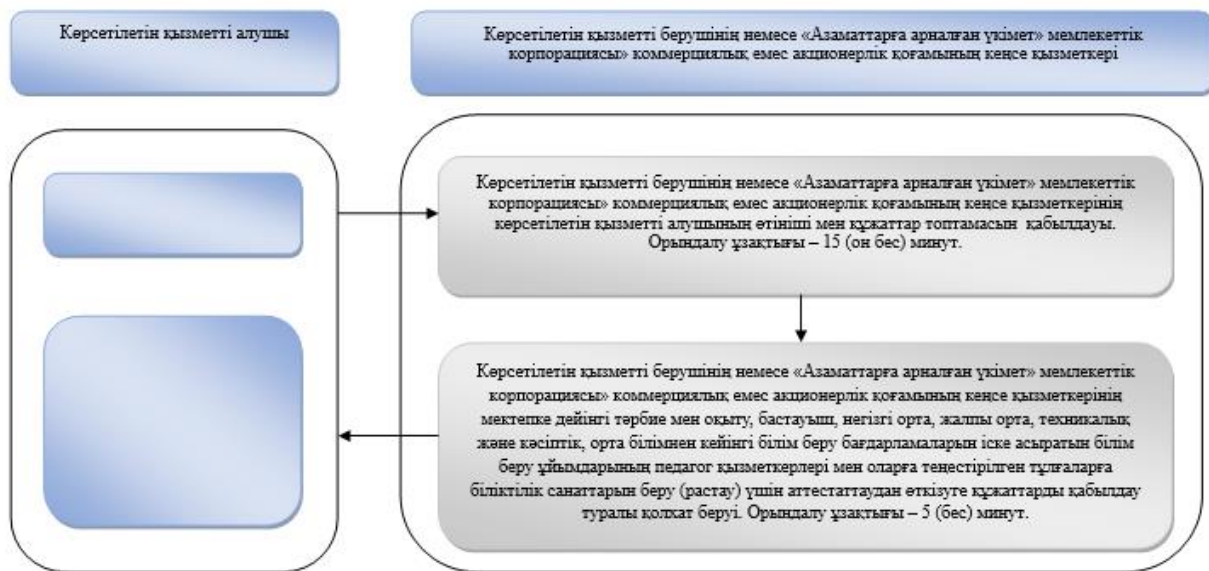 Көрсетілетін қызметті алушы
Көрсетілетін қызметті берушінің немесе «Азаматтарға арналған үкімет» мемлекеттік
корпорациясы» коммерциялық емес акционерлік қоғамының кеңсе қызметкері
Көрсетілетін қызметті берушінің немесе «Азаматтарға арналған үкімет» мемлекеттік
корпорациясы» коммерциялық емес акционерлік қоғамының кеңсе қызметкерінің
көрсетілетін қызметті алушының өтініші мен құжаттар топтамасын қабылдауы.
Орындалу ұзақтығы – 15 (он бес) минут.
Көрсетілетін қызметті берушінің немесе «Азаматтарға арналған үкімет» мемлекеттік
корпорациясы» коммерциялық емес акционерлік қоғамының кеңсе қызметкерінің
мектепке дейінгі тәрбие мен оқыту, бастауыш, негізгі орта, жалпы орта, техникалық
және кәсіптік, орта білімнен кейінгі білім беру бағдарламаларын іске асыратын білім
беру ұйымдарының педагог қызметкерлері мен оларға теңестірілген тұлғаларға
біліктілік санаттарын беру (растау) үшін аттестаттаудан өткізуге құжаттарды қабылдау
туралы қолхат беруі. Орындалу ұзақтығы – 5 (бес) минут.